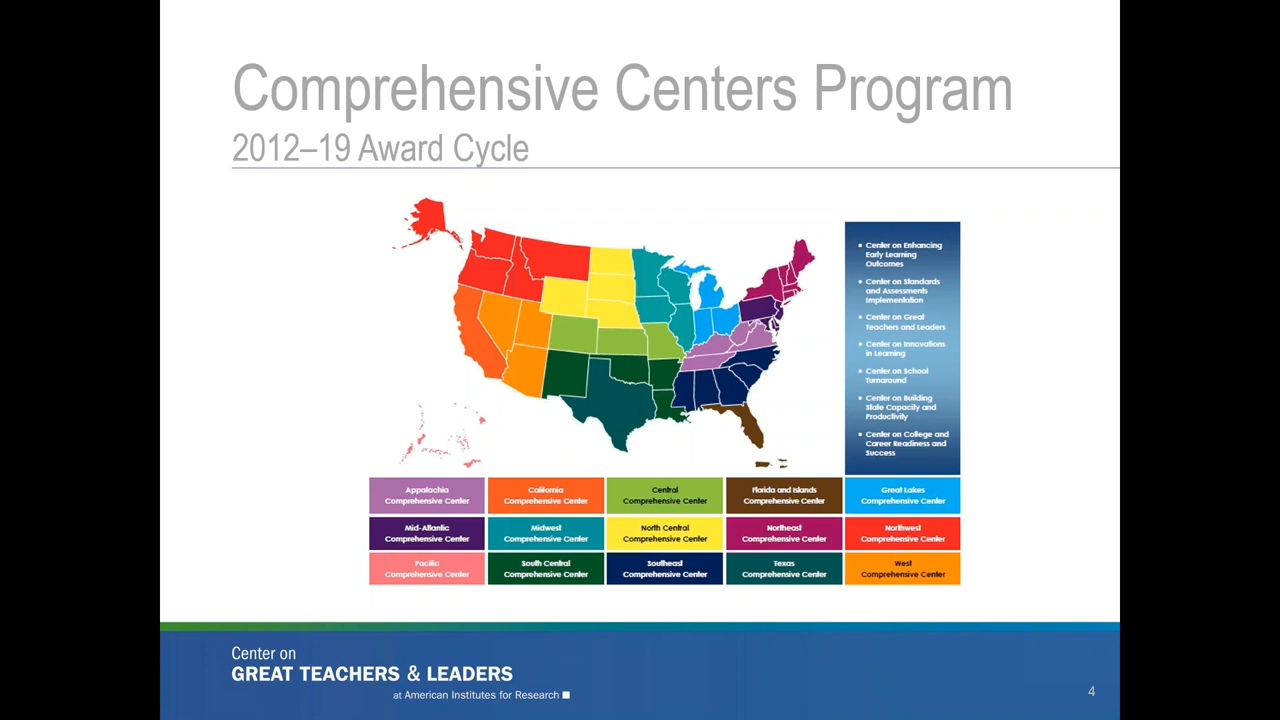 Comprehensive Centers Program
2012–19 Award Cycle
• Center on Enhancing
Early Learning
Outcomes
• Center on Standards
and Assessments
Implementation
• Center on Great
Teachers and Leaders
• Center on Innovations
in Learning
• Center on School
Turnaround
• Center on Building
State Capacity and
Productivity
• Center on College and
Career Readiness and
Success
Appalachia
Comprehensive Center
California
Comprehensive Center
Central
Comprehensive Center
Florida and Islands
Comprehensive Center
Great Lakes
Comprehensive Center
Mid-Atlantic
Comprehensive Center
Midwest
Comprehensive Center
North Central
Comprehensive Center
Northeast
Comprehensive Center
Northwest
Comprehensive Center
Pacific
Comprehensive Center
South Central
Comprehensive Center
Southeast
Comprehensive Center
Texas
Comprehensive Center
West
Comprehensive Center
Center on
GREAT TEACHERS & LEADERS
at American Institutes for Research
4